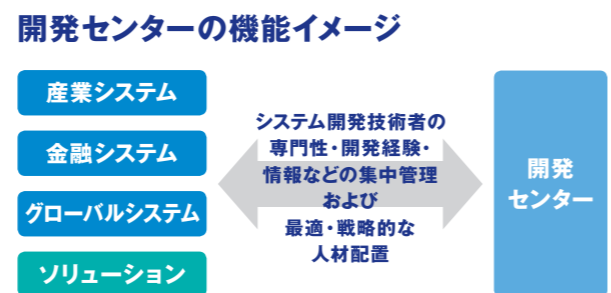 開発センターの機能イメージ
産業システム
金融システム
グローバルシステム
ソリューション
システム開発技術者の
専門性・開発経験・
情報などの集中管理
および
最適・戦略的な
人材配置
開発
センター